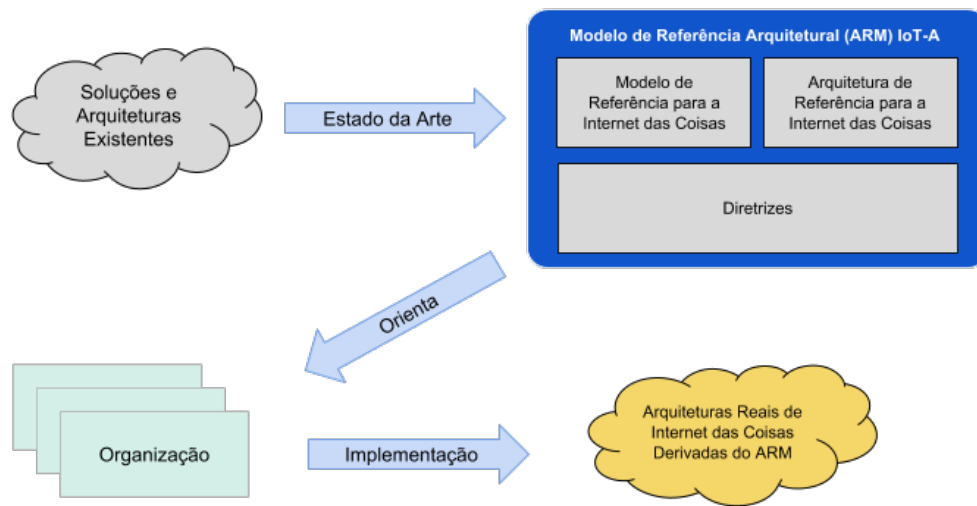 Soluções e
Arquiteturas
Existentes
Estado da Arte
Modelo de Referência Arquitetural (ARM) IoT-A
Modelo de
Referência para a
Internet das Coisas
Arquitetura de
Referência para a
Internet das Coisas
Diretrizes
Orienta
Organização
Implementação
Arquiteturas Reais de
Internet das Coisas
Derivadas do ARM